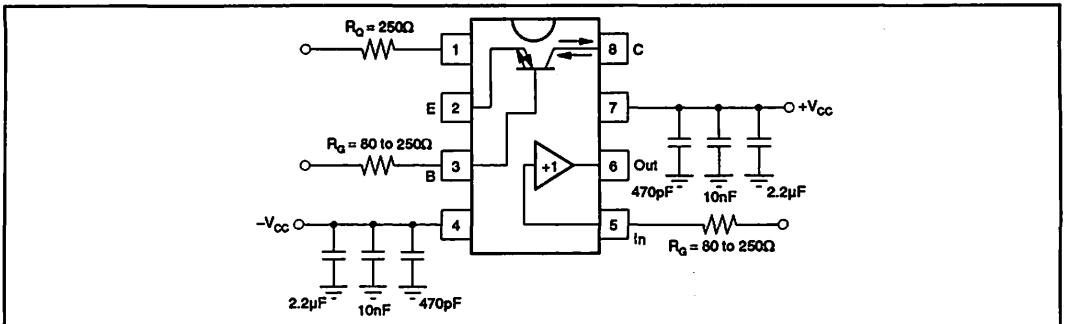 R_Q = 250Ω
1
8 C
E 2
7 +V_CC
R_G = 80 to 250Ω
B 3
+1
6 Out
470pF 10nF 2.2µF
−V_CC 4
5 In
R_G = 80 to 250Ω
2.2µF 10nF 470pF